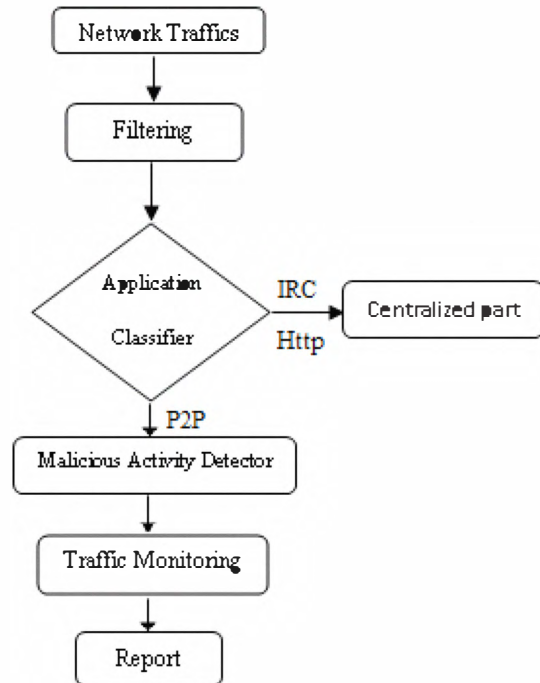 Network Traffics
Filtering
Application
Classifier
IRC
Http
Centralized part
P2P
Malicious Activity Detector
Traffic Monitoring
Report